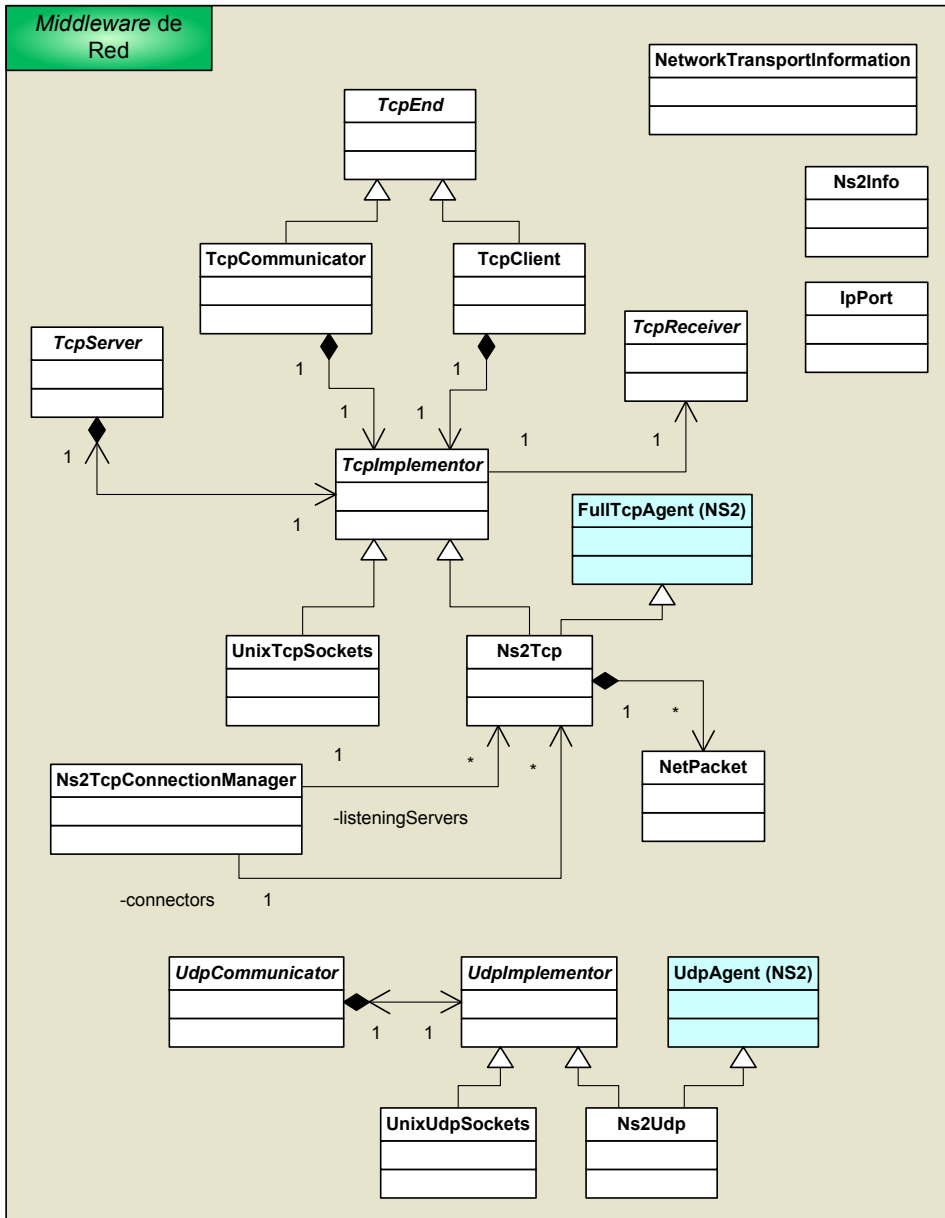 Middleware de
Red
NetworkTransportInformation
TcpEnd
Ns2Info
TcpCommunicator
TcpClient
IpPort
TcpReceiver
TcpServer
1
1
1
1
1
1
1
1
TcpImplementor
FullTcpAgent (NS2)
UnixTcpSockets
Ns2Tcp
1
*
1
*
*
NetPacket
Ns2TcpConnectionManager
-listeningServers
-connectors
1
UdpCommunicator
UdpImplementor
UdpAgent (NS2)
1
1
UnixUdpSockets
Ns2Udp